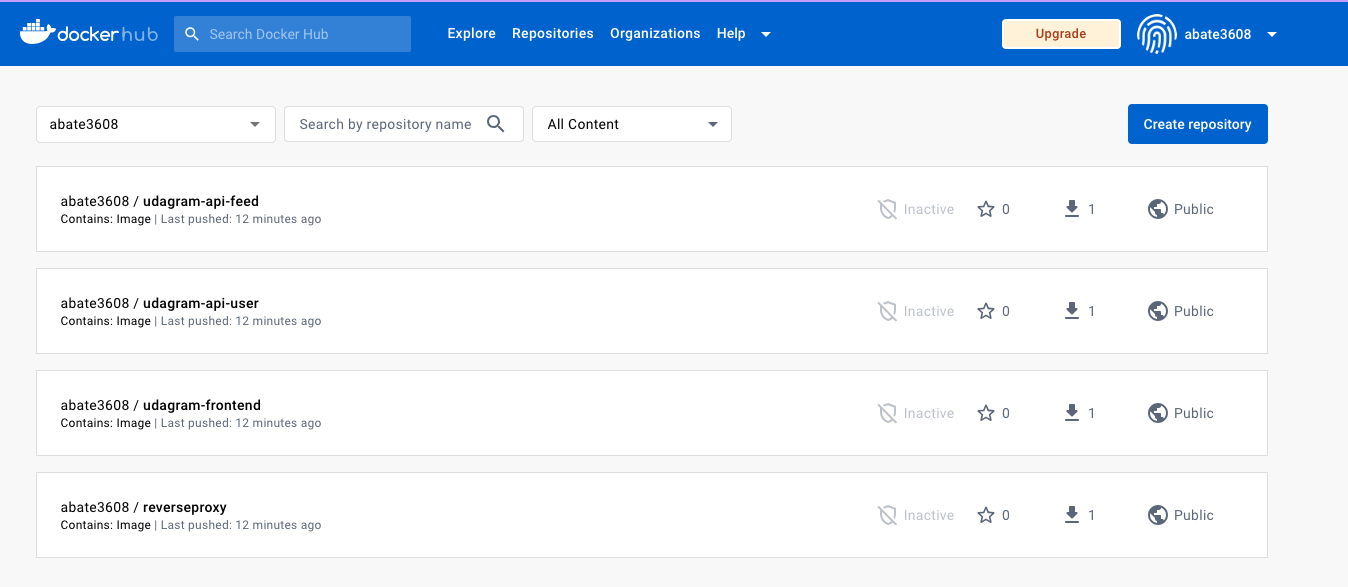 dockerhub Search Docker Hub Explore Repositories Organizations Help Upgrade abate3608
abate3608 Search by repository name All Content Create repository
abate3608 / udagram-api-feed
Contains: Image | Last pushed: 12 minutes ago
Inactive 0 1 Public
abate3608 / udagram-api-user
Contains: Image | Last pushed: 12 minutes ago
Inactive 0 1 Public
abate3608 / udagram-frontend
Contains: Image | Last pushed: 12 minutes ago
Inactive 0 1 Public
abate3608 / reverseproxy
Contains: Image | Last pushed: 12 minutes ago
Inactive 0 1 Public